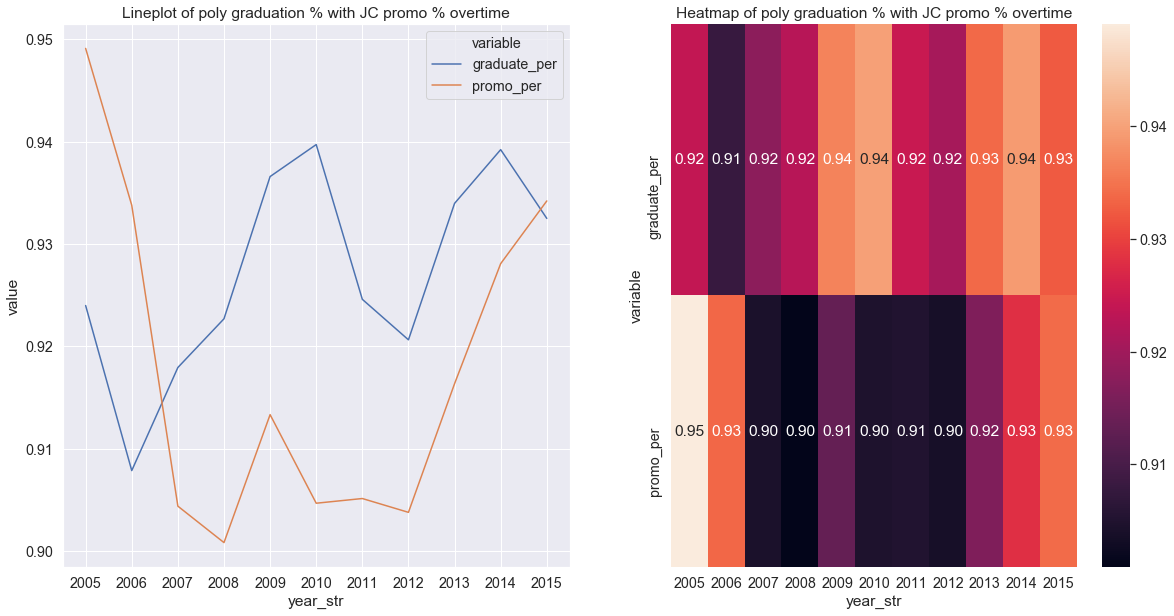 Lineplot of poly graduation % with JC promo % overtime
variable
graduate_per
promo_per
0.95
0.94
0.93
0.92
0.91
0.90
value
2005 2006 2007 2008 2009 2010 2011 2012 2013 2014 2015
year_str
Heatmap of poly graduation % with JC promo % overtime
variable
graduate_per
0.92 0.91 0.92 0.92 0.94 0.94 0.92 0.92 0.93 0.94 0.93
promo_per
0.95 0.93 0.90 0.90 0.91 0.90 0.91 0.90 0.92 0.93 0.93
2005 2006 2007 2008 2009 2010 2011 2012 2013 2014 2015
year_str
0.94
0.93
0.92
0.91